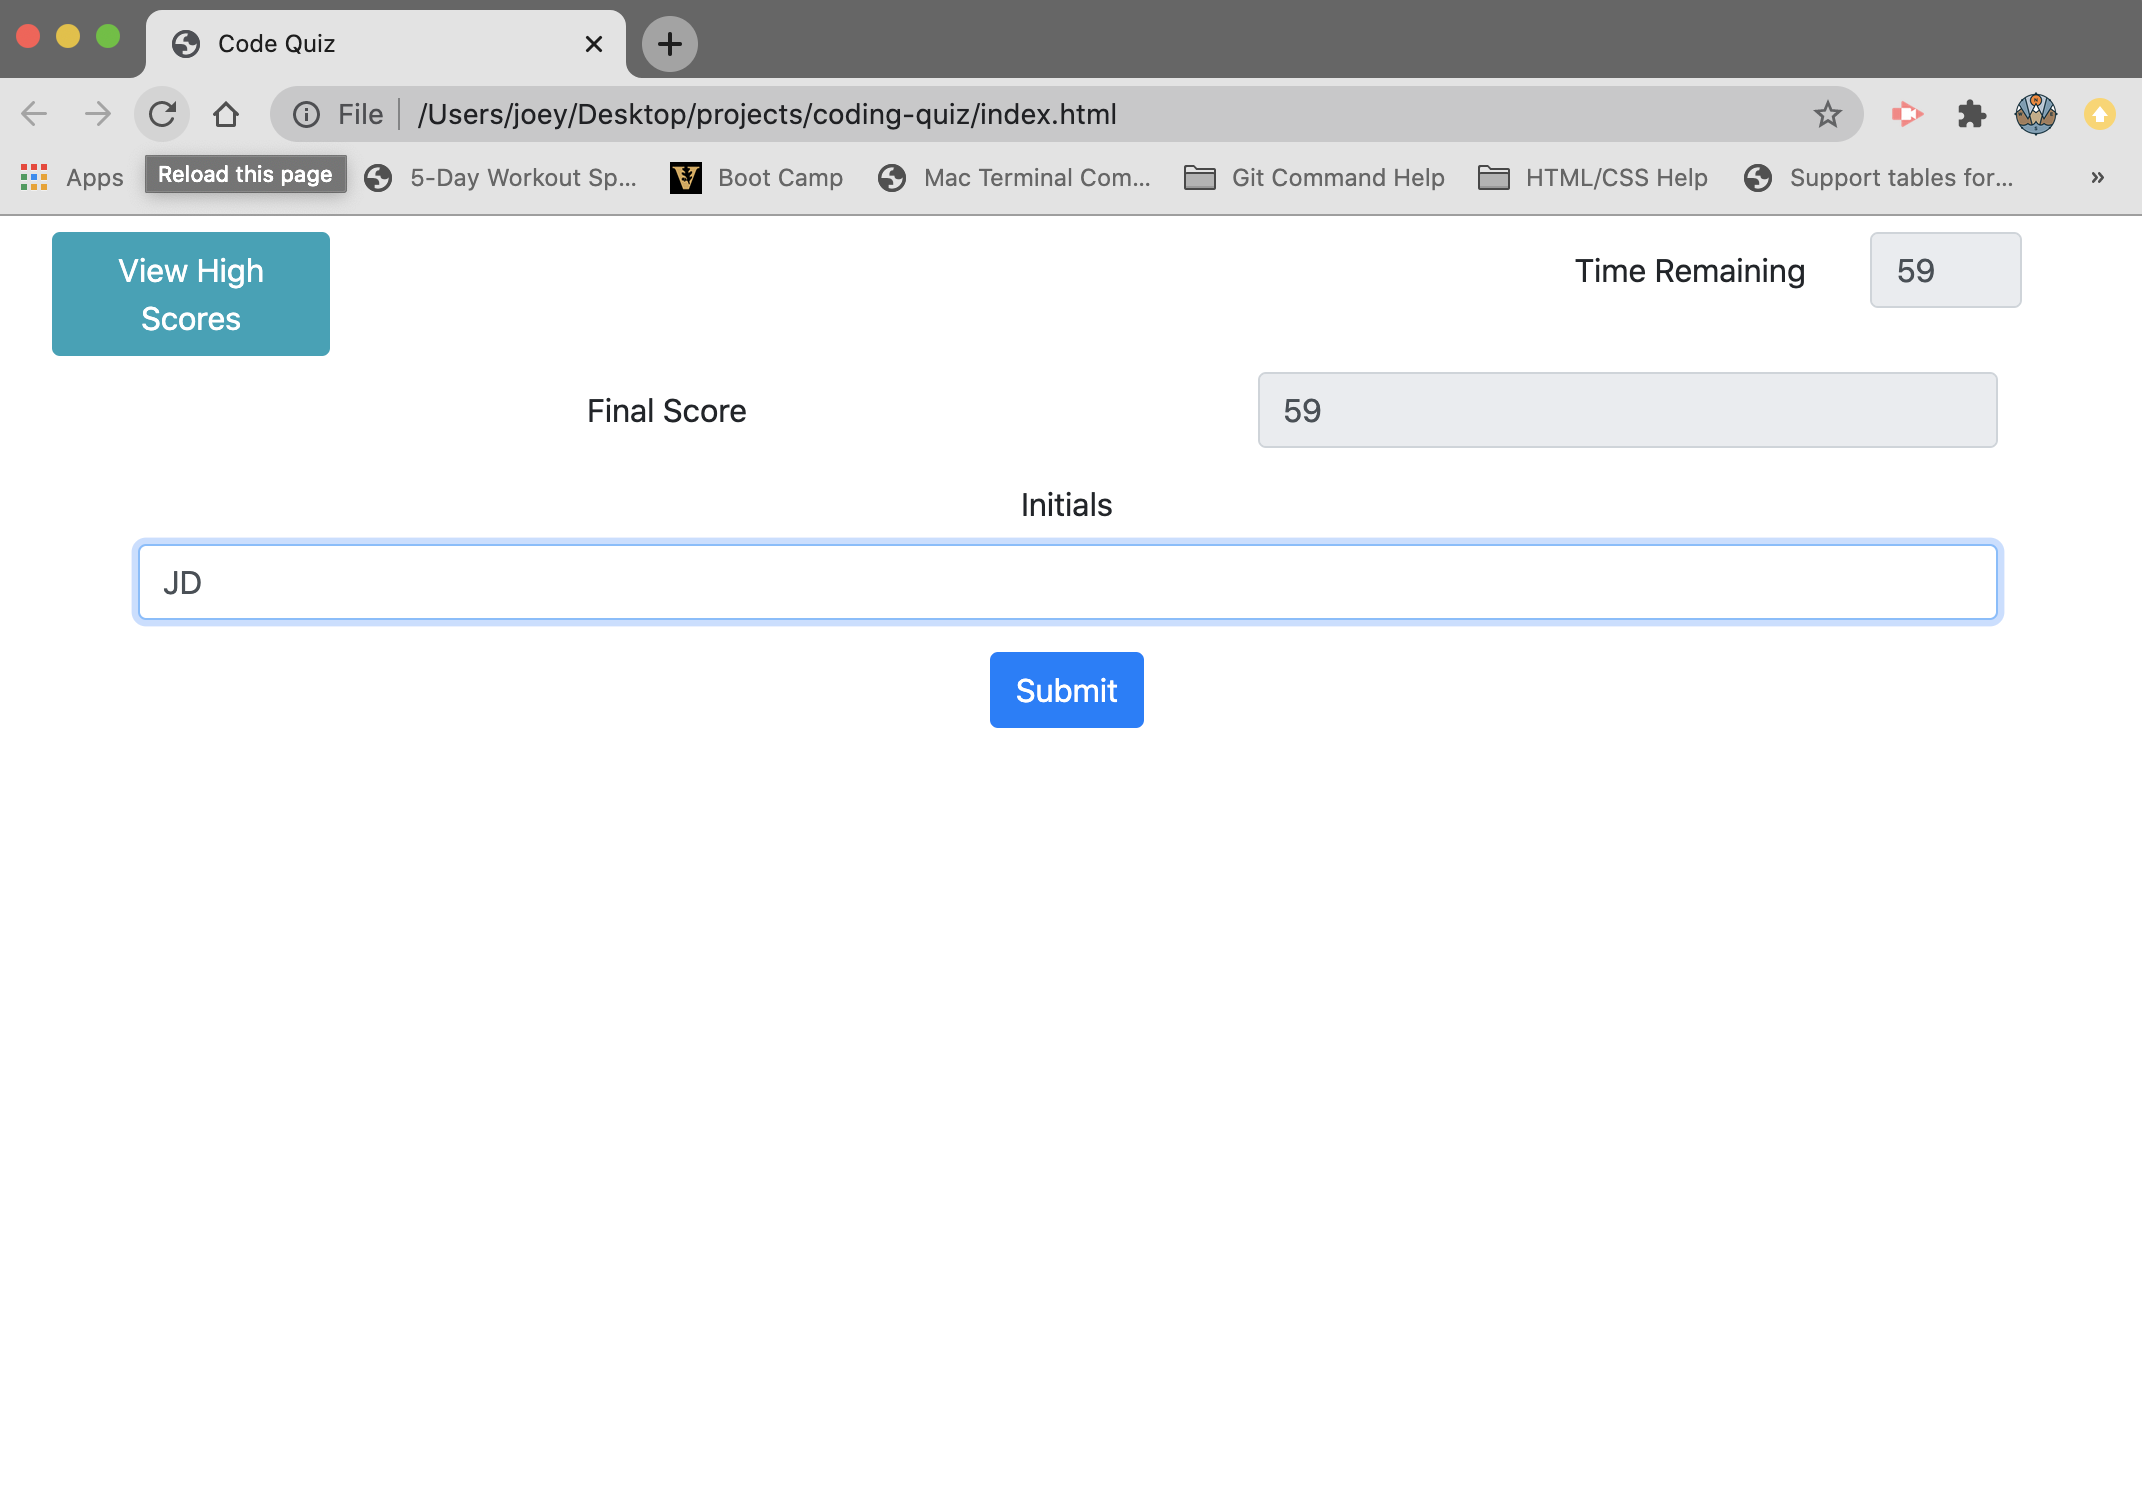 Code Quiz
File /Users/joey/Desktop/projects/coding-quiz/index.html
Apps Reload this page 5-Day Workout Sp... Boot Camp Mac Terminal Com... Git Command Help HTML/CSS Help Support tables for... »
View High Scores
Time Remaining 59
Final Score 59
Initials
JD
Submit